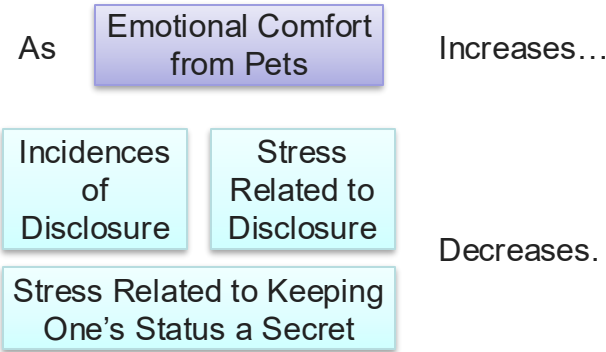 As
Emotional Comfort
from Pets
Increases…
Incidences
of
Disclosure
Stress
Related to
Disclosure
Stress Related to Keeping
One’s Status a Secret
Decreases.